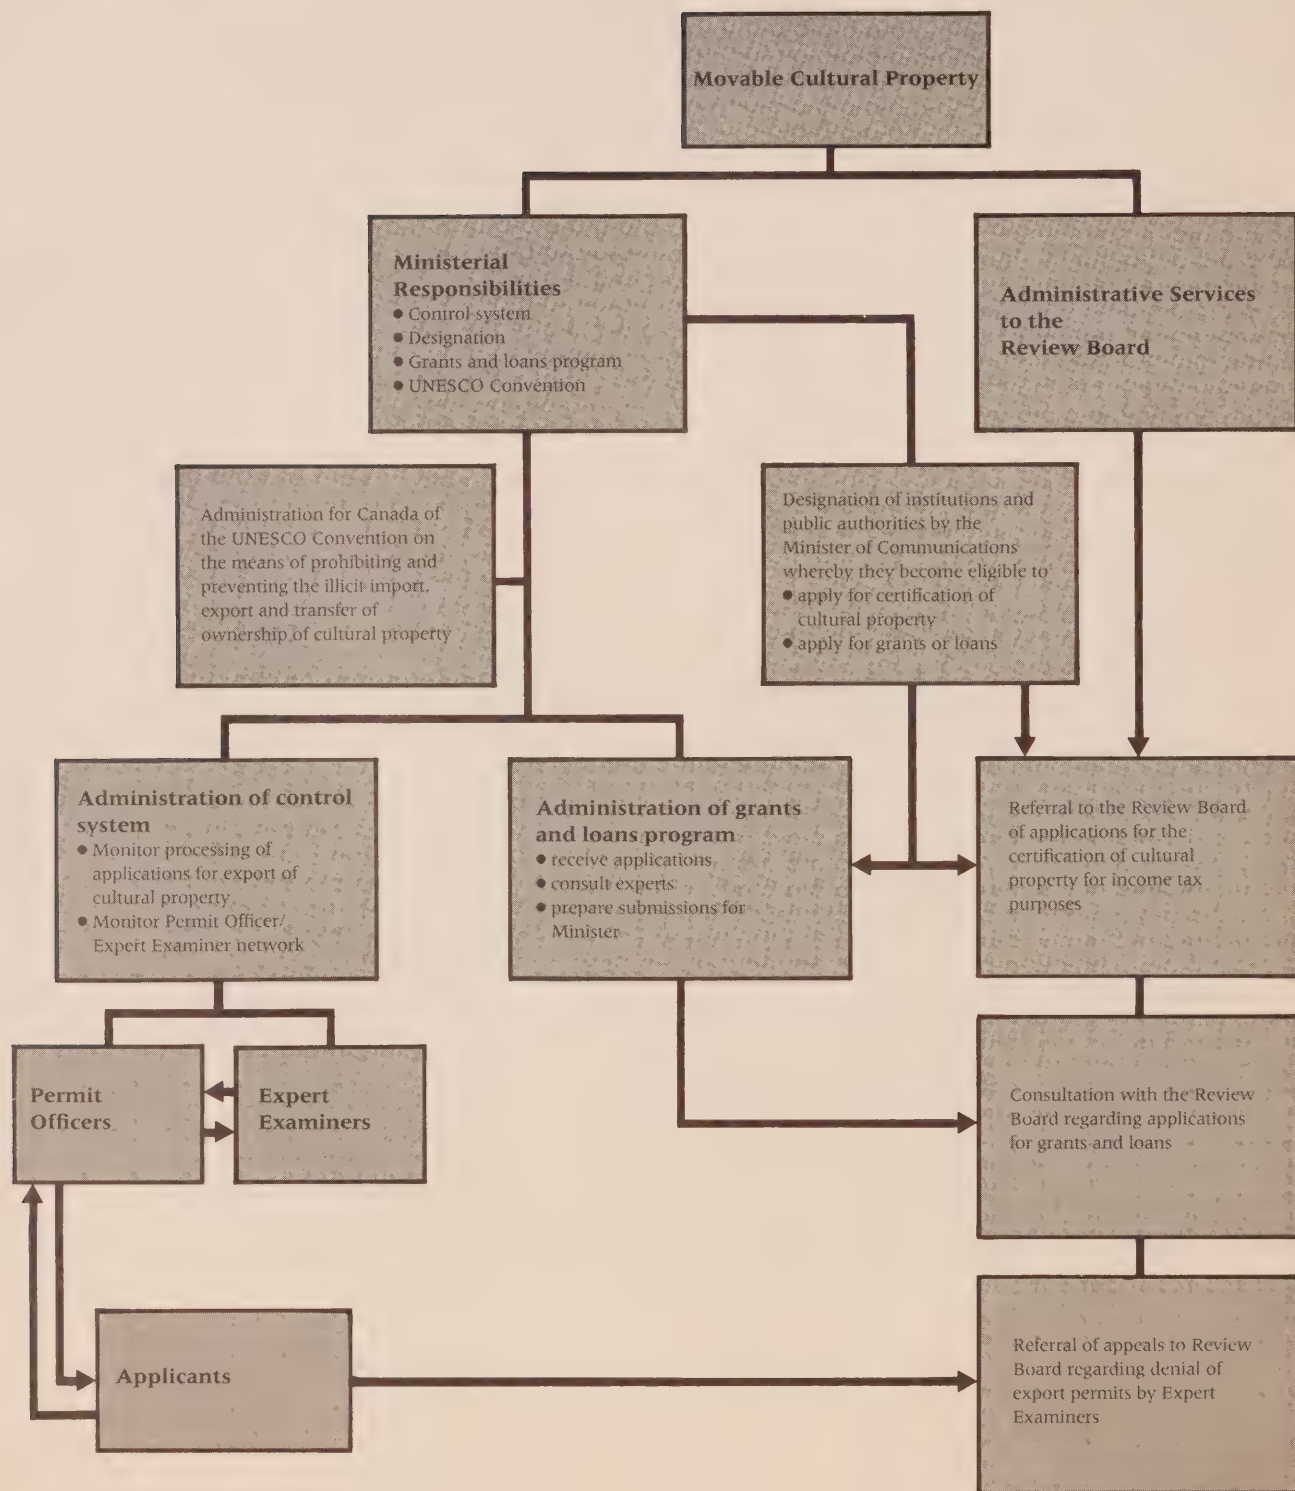 Movable Cultural Property
Ministerial
Responsibilities
● Control system
● Designation
● Grants and loans program
● UNESCO Convention
Administrative Services
to the
Review Board
Administration for Canada of
the UNESCO Convention on
the means of prohibiting and
preventing the illicit import,
export and transfer of
ownership of cultural property
Designation of institutions and
public authorities by the
Minister of Communications
whereby they become eligible to
● apply for certification of
cultural property
● apply for grants or loans
Administration of control
system
● Monitor processing of
applications for export of
cultural property
● Monitor Permit Officer/
Expert Examiner network
Administration of grants
and loans program
● receive applications
● consult experts
● prepare submissions for
Minister
Referral to the Review Board
of applications for the
certification of cultural
property for income tax
purposes
Permit
Officers
Expert
Examiners
Consultation with the Review
Board regarding applications
for grants and loans
Applicants
Referral of appeals to Review
Board regarding denial of
export permits by Expert
Examiners